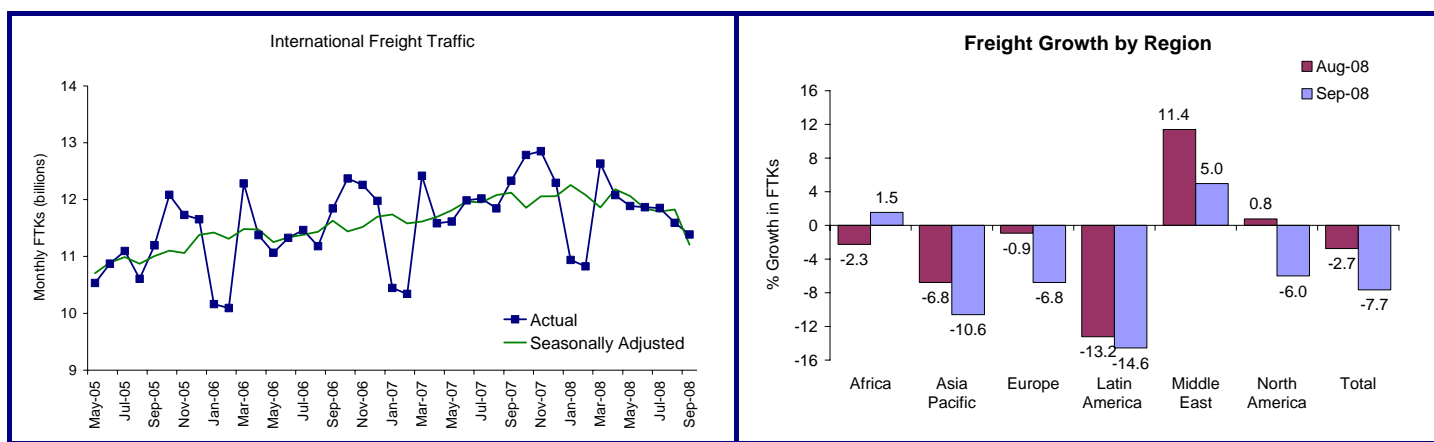 International Freight Traffic
Monthly FTKs (billions)
14
13
12
11
10
9
Actual
Seasonally Adjusted
May-05
Jul-05
Sep-05
Nov-05
Jan-06
Mar-06
May-06
Jul-06
Sep-06
Nov-06
Jan-07
Mar-07
May-07
Jul-07
Sep-07
Nov-07
Jan-08
Mar-08
May-08
Jul-08
Sep-08
Freight Growth by Region
Aug-08
Sep-08
% Growth in FTKs
16
12
8
4
0
-4
-8
-12
-16
-2.3
1.5
-6.8
-10.6
-0.9
-6.8
-13.2
-14.6
11.4
5.0
0.8
-6.0
-2.7
-7.7
Africa
Asia
Pacific
Europe
Latin
America
Middle
East
North
America
Total